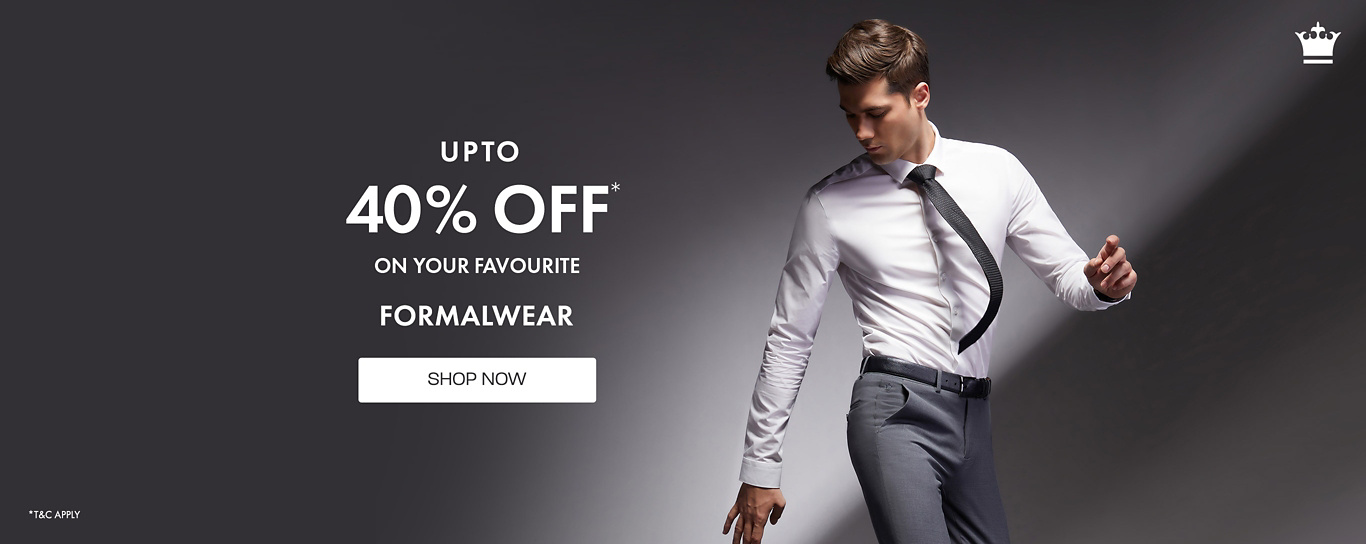 UPTO
40% OFF*
ON YOUR FAVOURITE
FORMALWEAR
SHOP NOW
*T&C APPLY